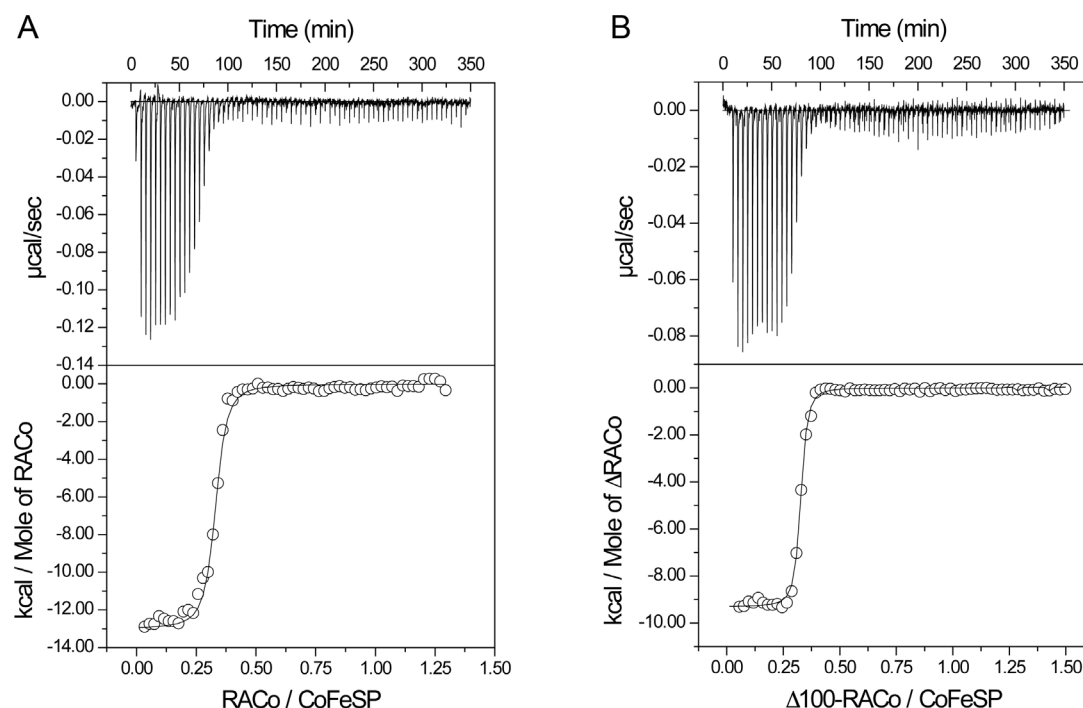 A
Time (min)
0 50 100 150 200 250 300 350
0.00
-0.02
-0.04
-0.06
-0.08
-0.10
-0.12
-0.14
µcal/sec
0.00
-2.00
-4.00
-6.00
-8.00
-10.00
-12.00
-14.00
kcal / Mole of RACo
0.00 0.25 0.50 0.75 1.00 1.25 1.50
RACo / CoFeSP
B
Time (min)
0 50 100 150 200 250 300 350
0.00
-0.02
-0.04
-0.06
-0.08
µcal/sec
0.00
-2.00
-4.00
-6.00
-8.00
-10.00
kcal / Mole of ΔRACo
0.00 0.25 0.50 0.75 1.00 1.25 1.50
Δ100-RACo / CoFeSP